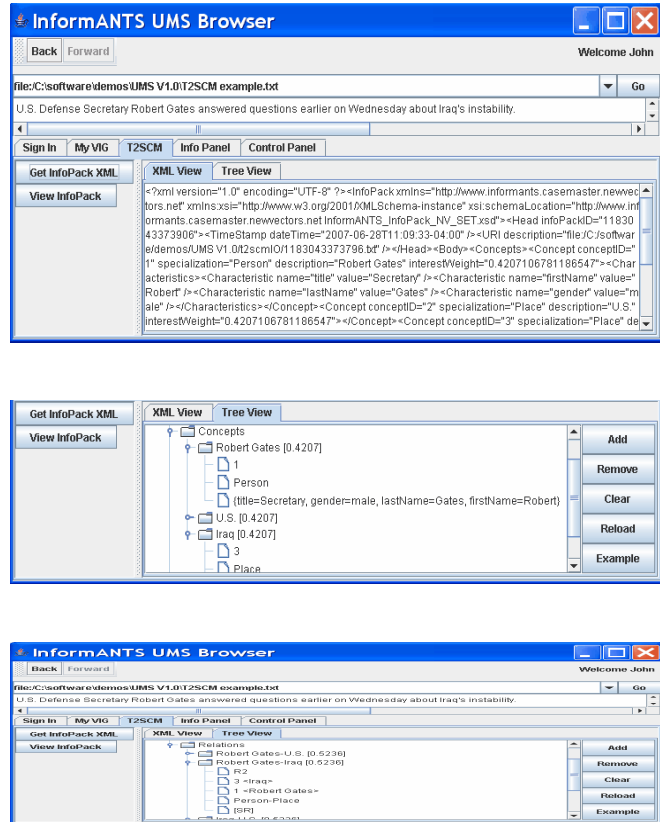 InformANTS UMS Browser
Back Forward
Welcome John
file:/C:\software\demos\UMS V1.0\T2SCM example.txt
Go
U.S. Defense Secretary Robert Gates answered questions earlier on Wednesday about Iraq's instability.
Sign In My VIG T2SCM Info Panel Control Panel
Get InfoPack XML
View InfoPack
XML View Tree View
<?xml version="1.0" encoding="UTF-8" ?><InfoPack xmlns="http://www.informants.casemaster.newvec
tors.net" xmlns:xsi="http://www.w3.org/2001/XMLSchema-instance" xsi:schemaLocation="http://www.inf
ormants.casemaster.newvectors.net InformANTS_InfoPack_NV_SET.xsd"><Head infoPackID="11830
43373906"><TimeStamp dateTime="2007-06-28T11:09:33-04:00" /><URI description="file:/C:/softwar
e/demos/UMS V1.0/t2scmIO/1183043373796.txt" /></Head><Body><Concepts><Concept conceptID="
1" specialization="Person" description="Robert Gates" interestWeight="0.4207106781186547"><Char
acteristics><Characteristic name="title" value="Secretary" /><Characteristic name="firstName" value="
Robert" /><Characteristic name="lastName" value="Gates" /><Characteristic name="gender" value="m
ale" /></Characteristics></Concept><Concept conceptID="2" specialization="Place" description="U.S."
interestWeight="0.4207106781186547"></Concept><Concept conceptID="3" specialization="Place" de
Get InfoPack XML
View InfoPack
XML View Tree View
Concepts
Robert Gates [0.4207]
1
Person
{title=Secretary, gender=male, lastName=Gates, firstName=Robert}
U.S. [0.4207]
Iraq [0.4207]
3
Place
Add
Remove
Clear
Reload
Example
InformANTS UMS Browser
Back Forward
Welcome John
file:/C:\software\demos\UMS V1.0\T2SCM example.txt
Go
U.S. Defense Secretary Robert Gates answered questions earlier on Wednesday about Iraq's instability.
Sign In My VIG T2SCM Info Panel Control Panel
Get InfoPack XML
View InfoPack
XML View Tree View
Relations
Robert Gates-U.S. [0.5236]
Robert Gates-Iraq [0.5236]
R2
3 <Iraq>
1 <Robert Gates>
Person-Place
[SR]
Iraq-U.S. [0.5236]
Add
Remove
Clear
Reload
Example